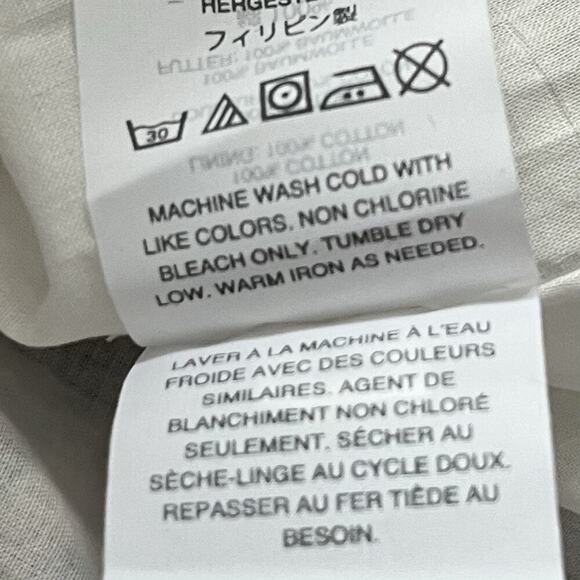 フィリピン製
30
MACHINE WASH COLD WITH
LIKE COLORS. NON CHLORINE
BLEACH ONLY. TUMBLE DRY
LOW. WARM IRON AS NEEDED.
LAVER A LA MACHINE À L'EAU
FROIDE AVEC DES COULEURS
SIMILAIRES. AGENT DE
BLANCHIMENT NON CHLORÉ
SEULEMENT. SÉCHER AU
SÈCHE-LINGE AU CYCLE DOUX.
REPASSER AU FER TIÈDE AU
BESOIN.